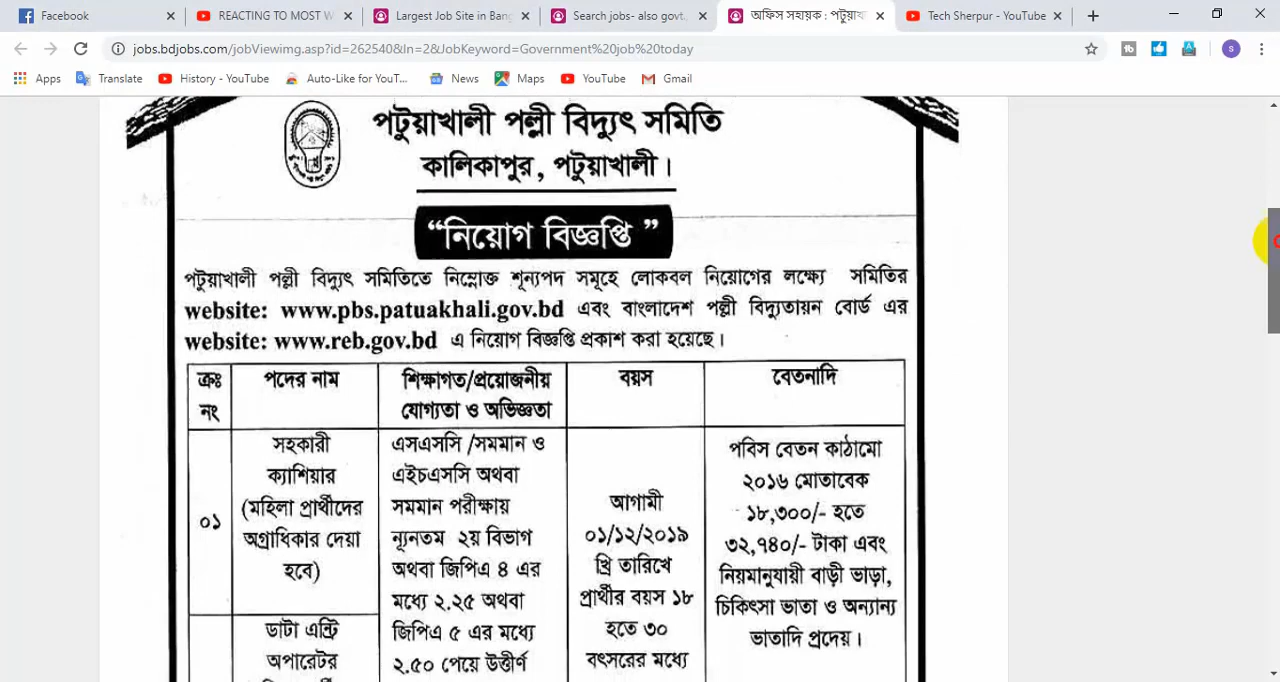 Facebook
REACTING TO MOST W
Largest Job Site in Ban
Search jobs- also govt.
অফিস সহায়ক : পটুয়াখা
Tech Sherpur - YouTube
jobs.bdjobs.com/jobViewimg.asp?id=262540&ln=2&JobKeyword=Government%20job%20today
Apps
Translate
History - YouTube
Auto-Like for YouT...
News
Maps
YouTube
Gmail
পটুয়াখালী পল্লী বিদ্যুৎ সমিতি
কালিকাপুর, পটুয়াখালী।
“নিয়োগ বিজ্ঞপ্তি ”
পটুয়াখালী পল্লী বিদ্যুৎ সমিতিতে নিম্নোক্ত শূন্যপদ সমূহে লোকবল নিয়োগের লক্ষ্যে সমিতির
website: www.pbs.patuakhali.gov.bd এবং বাংলাদেশ পল্লী বিদ্যুতায়ন বোর্ড এর
website: www.reb.gov.bd এ নিয়োগ বিজ্ঞপ্তি প্রকাশ করা হয়েছে।
ক্রঃ
নং
পদের নাম
শিক্ষাগত/প্রয়োজনীয়
যোগ্যতা ও অভিজ্ঞতা
বয়স
বেতনাদি
০১
সহকারী
ক্যাশিয়ার
(মহিলা প্রার্থীদের
অগ্রাধিকার দেয়া
হবে)
ডাটা এন্ট্রি
অপারেটর
এসএসসি /সমমান ও
এইচএসসি অথবা
সমমান পরীক্ষায়
ন্যূনতম ২য় বিভাগ
অথবা জিপিএ ৪ এর
মধ্যে ২.২৫ অথবা
জিপিএ ৫ এর মধ্যে
২.৫০ পেয়ে উত্তীর্ণ
আগামী
০১/১২/২০১৯
খ্রি তারিখে
প্রার্থীর বয়স ১৮
হতে ৩০
বৎসরের মধ্যে
পবিস বেতন কাঠামো
২০১৬ মোতাবেক
১৮,৩০০/- হতে
৩২,৭৪০/- টাকা এবং
নিয়মানুযায়ী বাড়ী ভাড়া,
চিকিৎসা ভাতা ও অন্যান্য
ভাতাদি প্রদেয়।